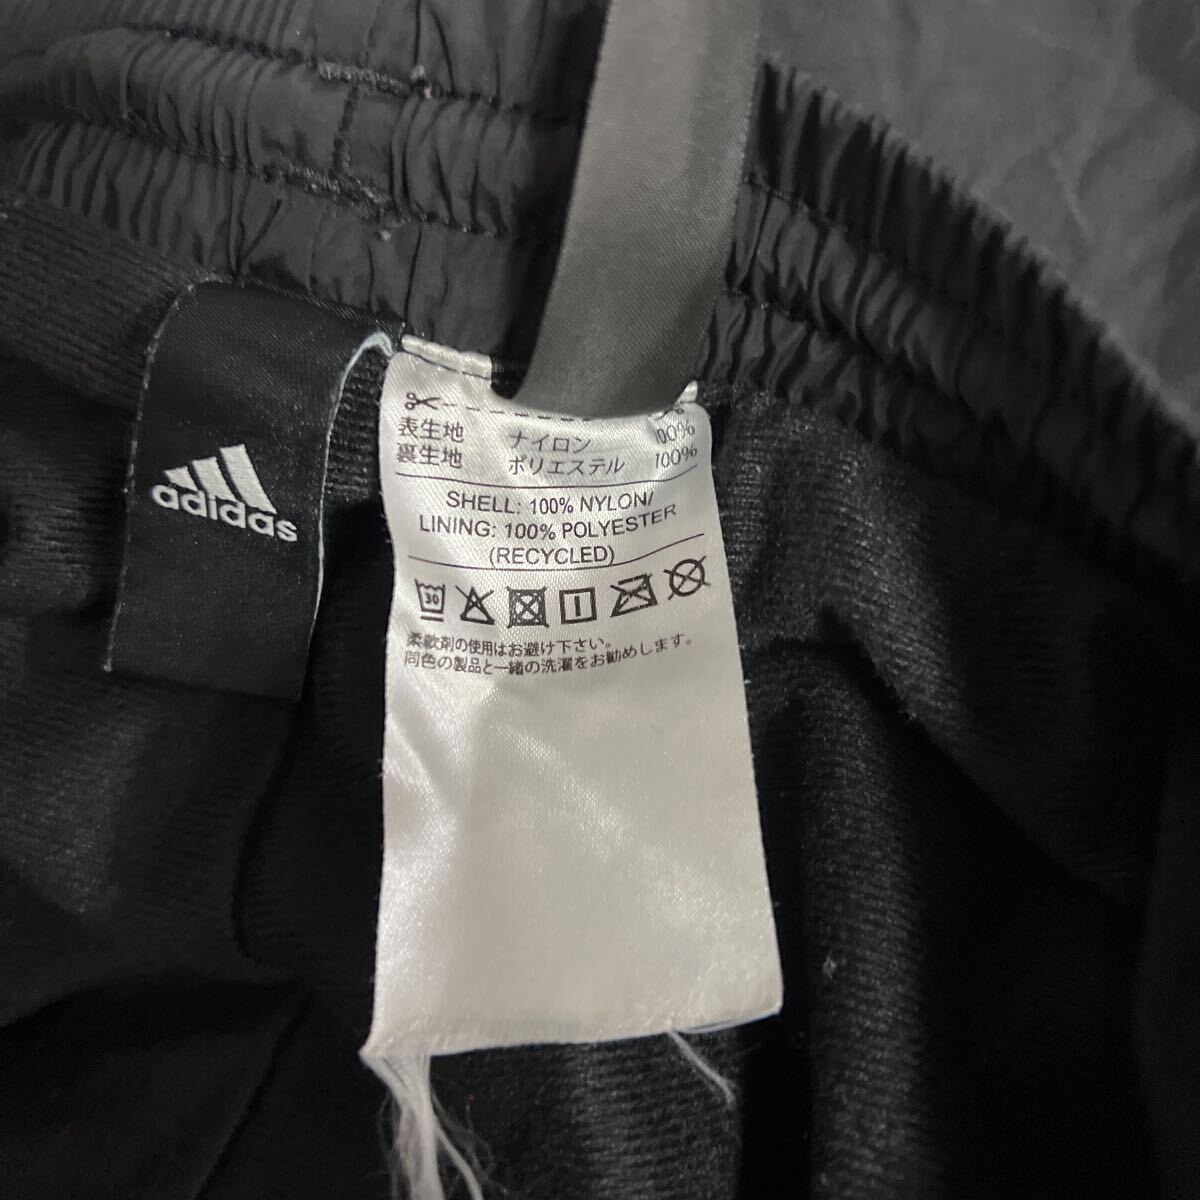 adidas
表生地 ナイロン 100%
裏生地 ポリエステル 100%
SHELL: 100% NYLON/
LINING: 100% POLYESTER
(RECYCLED)
30
柔軟剤の使用はお避け下さい。
同色の製品と一緒の洗濯をお勧めします。